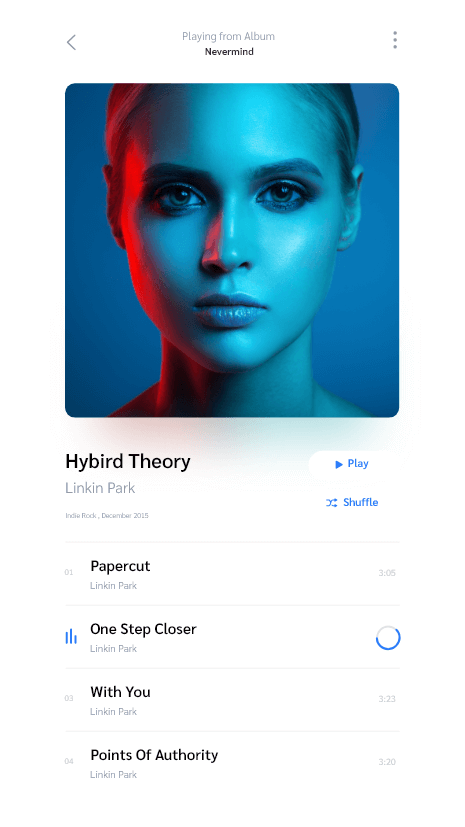 Playing from Album
Nevermind
Hybird Theory
Play
Linkin Park
Shuffle
Indie Rock , December 2015
01
Papercut
Linkin Park
3:05
One Step Closer
Linkin Park
03
With You
Linkin Park
3:23
04
Points Of Authority
Linkin Park
3:20